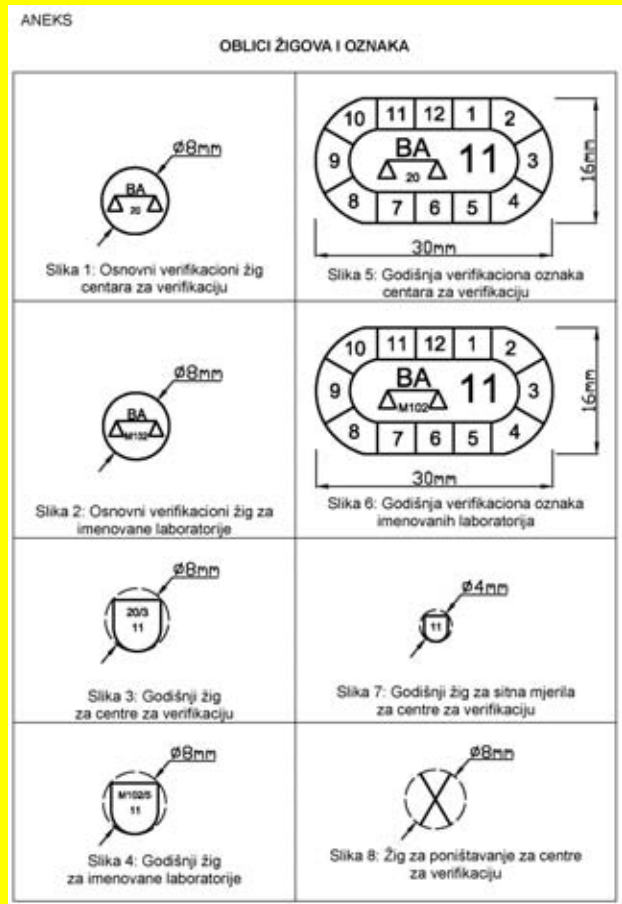 ANEKS
OBLICI ŽIGOVA I OZNAKA
Ø8mm
BA
20
Slika 1: Osnovni verifikacioni žig
centara za verifikaciju
10 11 12 1 2
9 BA 11 3
20
8 7 6 5 4
16mm
30mm
Slika 5: Godišnja verifikaciona oznaka
centara za verifikaciju
Ø8mm
BA
Slika 2: Osnovni verifikacioni žig za
imenovane laboratorije
10 11 12 1 2
9 BA 11 3
M102
8 7 6 5 4
16mm
30mm
Slika 6: Godišnja verifikaciona oznaka
imenovanih laboratorija
Ø8mm
20/3
11
Slika 3: Godišnji žig
za centre za verifikaciju
Ø4mm
11
Slika 7: Godišnji žig za sitna mjerila
za centre za verifikaciju
Ø8mm
M102/5
11
Slika 4: Godišnji žig
za imenovane laboratorije
Ø8mm
Slika 8: Žig za poništavanje za centre
za verifikaciju